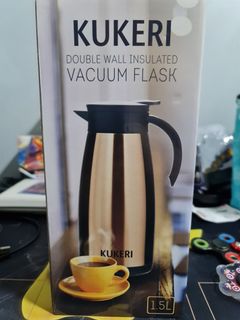 KUKERI
DOUBLE WALL INSULATED
VACUUM FLASK
KUKERI
1.5L